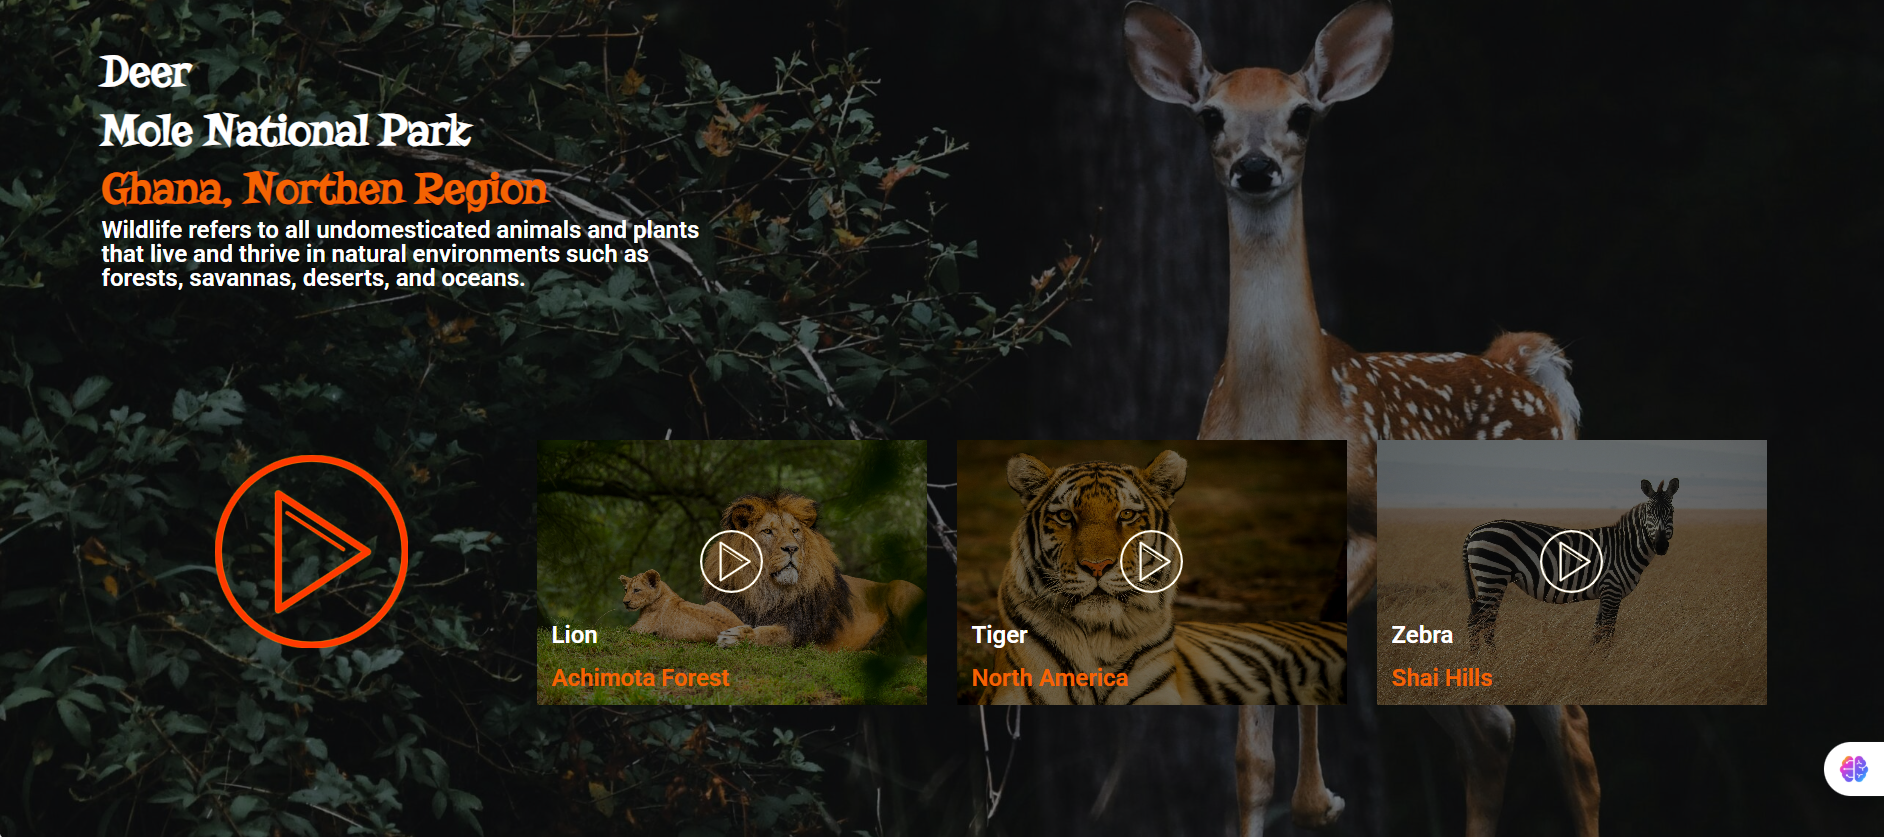 Deer
Mole National Park
Ghana, Northen Region
Wildlife refers to all undomesticated animals and plants
that live and thrive in natural environments such as
forests, savannas, deserts, and oceans.
Lion
Achimota Forest
Tiger
North America
Zebra
Shai Hills